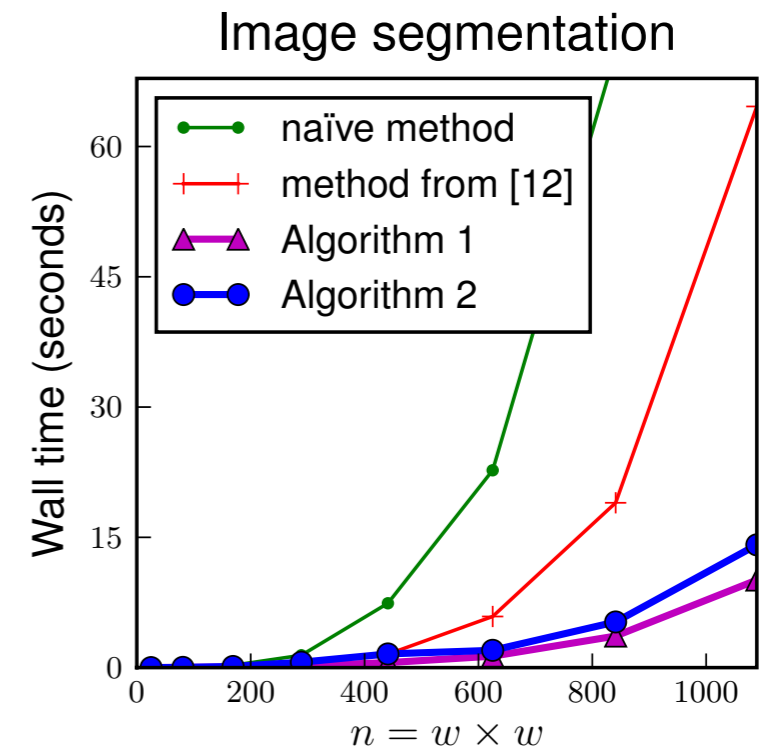 Image segmentation
naïve method
method from [12]
Algorithm 1
Algorithm 2
Wall time (seconds)
60
45
30
15
0
0 200 400 600 800 1000
n = w × w